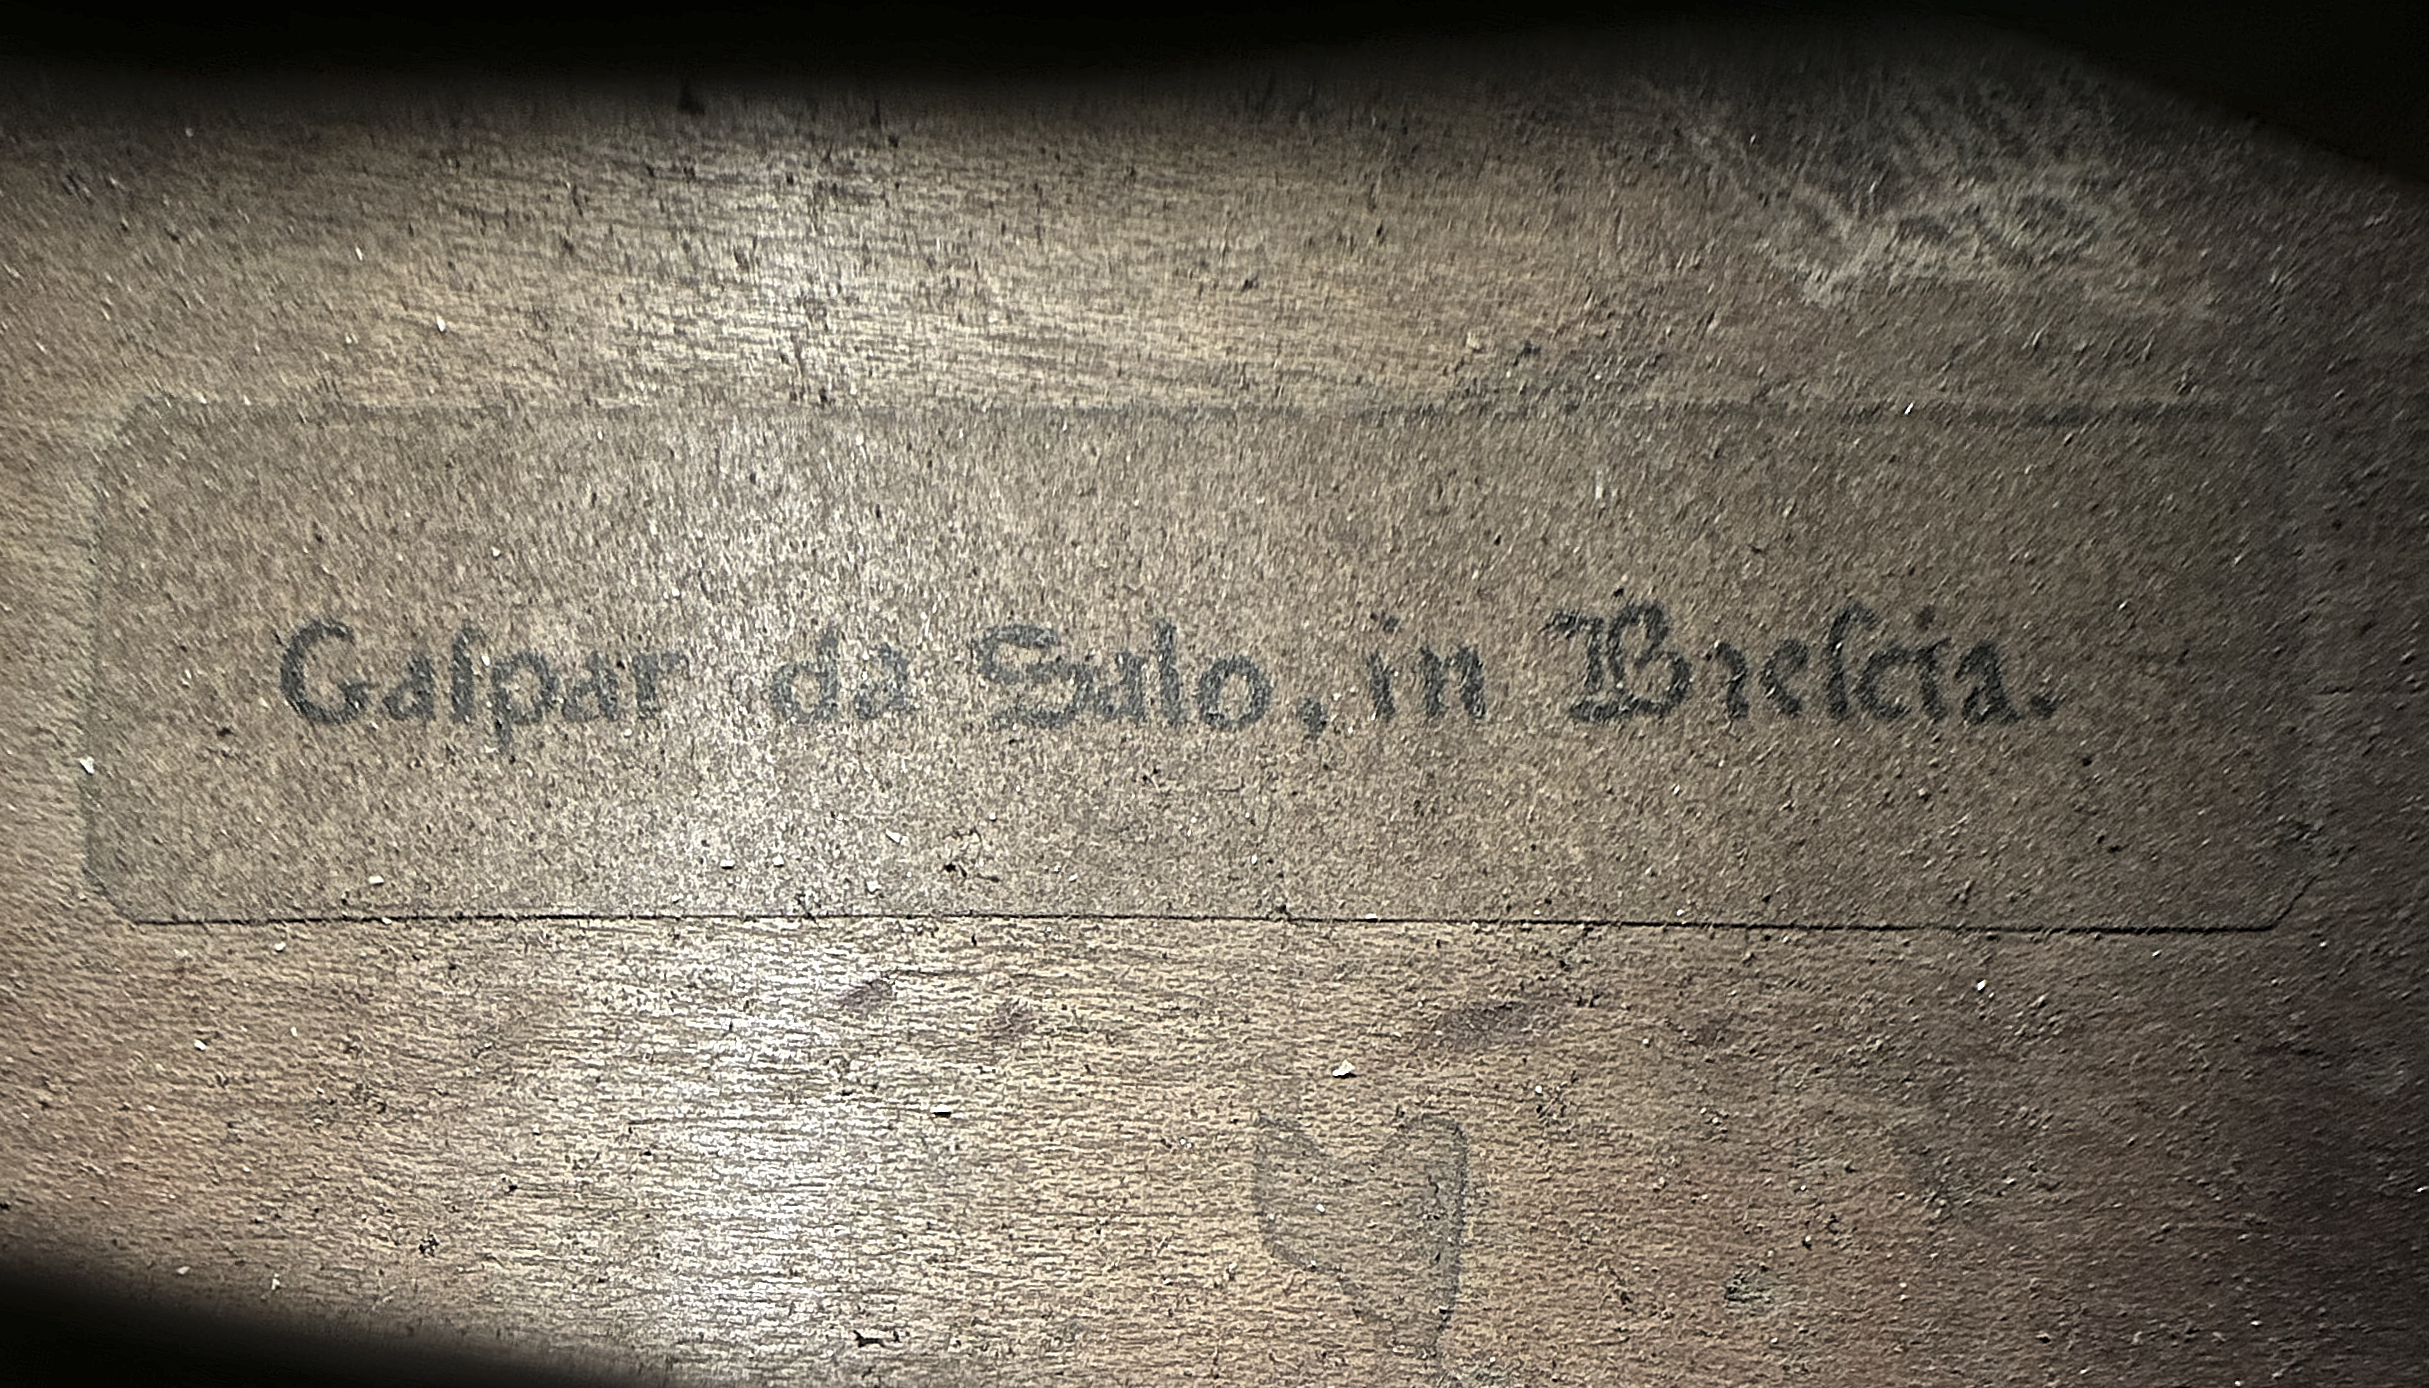 Gaſpar da Salo, in Breſcia.